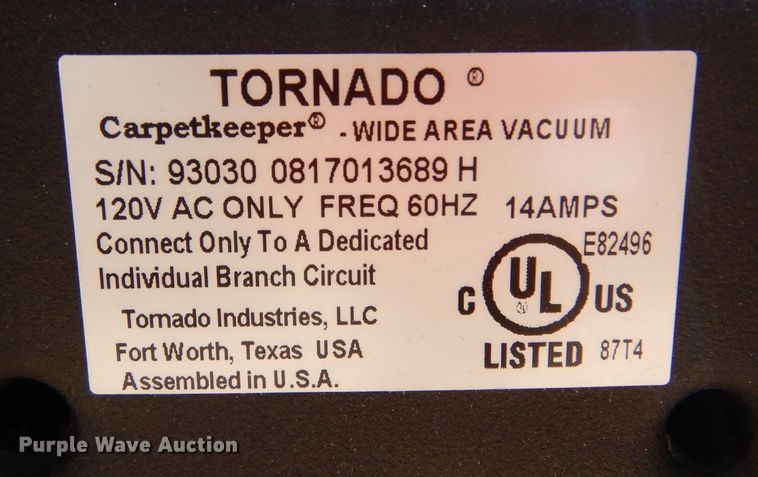 TORNADO ®
Carpetkeeper® - WIDE AREA VACUUM
S/N: 93030 0817013689 H
120V AC ONLY FREQ 60HZ 14AMPS
Connect Only To A Dedicated
Individual Branch Circuit
Tornado Industries, LLC
Fort Worth, Texas USA
Assembled in U.S.A.
E82496
C UL US
LISTED 87T4
Purple Wave Auction